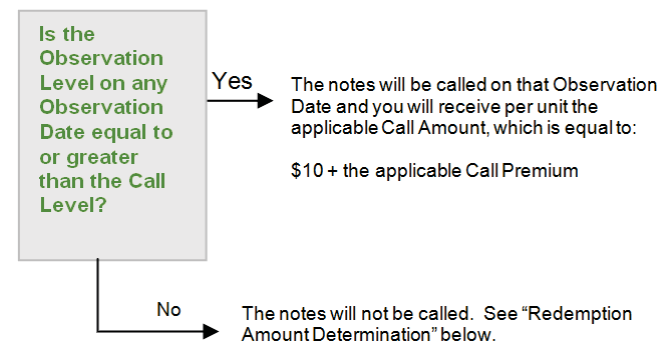 Is the
Observation
Level on any
Observation
Date equal to
or greater
than the Call
Level?
Yes
The notes will be called on that Observation
Date and you will receive per unit the
applicable Call Amount, which is equal to:
$10 + the applicable Call Premium
No
The notes will not be called. See “Redemption
Amount Determination” below.